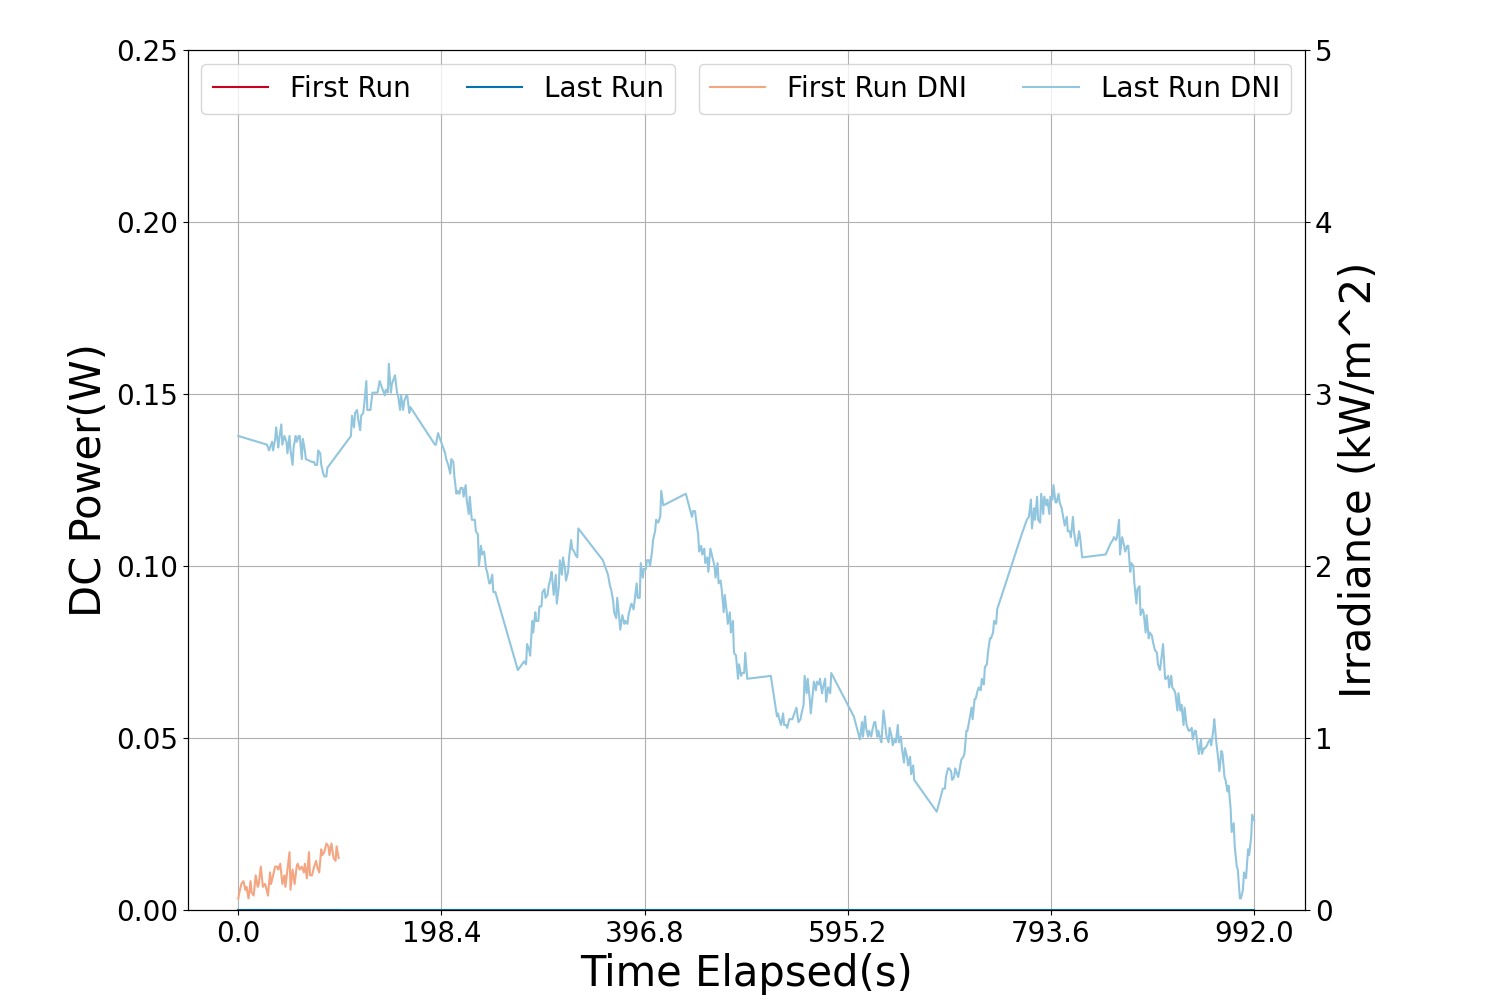 First Run
Last Run
First Run DNI
Last Run DNI
DC Power(W)
0.25
0.20
0.15
0.10
0.05
0.00
5
4
3
2
1
0
Irradiance (kW/m^2)
0.0
198.4
396.8
595.2
793.6
992.0
Time Elapsed(s)